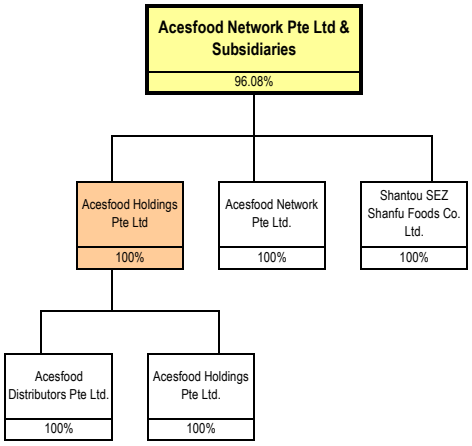 Acesfood Network Pte Ltd &
Subsidiaries
96.08%
Acesfood Holdings
Pte Ltd
100%
Acesfood Network
Pte Ltd.
100%
Shantou SEZ
Shanfu Foods Co.
Ltd.
100%
Acesfood
Distributors Pte Ltd.
100%
Acesfood Holdings
Pte Ltd.
100%